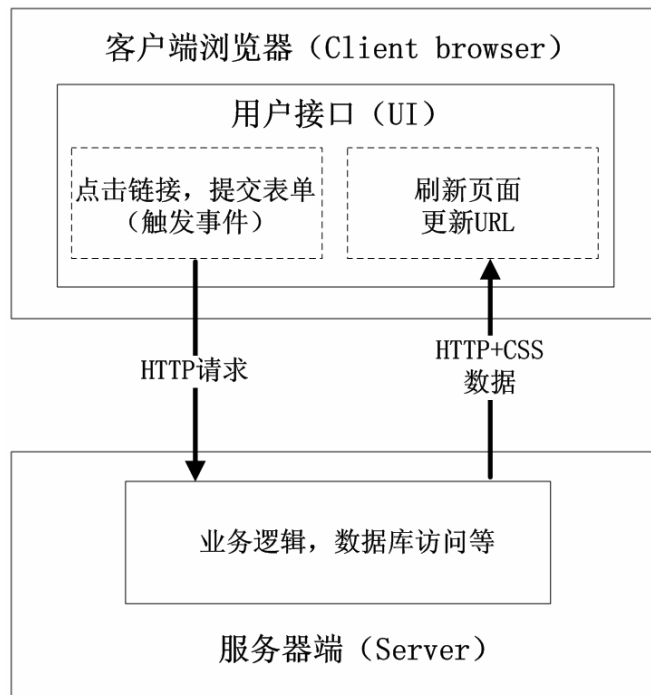 客户端浏览器（Client browser）
用户接口（UI）
点击链接，提交表单
（触发事件）
刷新页面
更新URL
HTTP请求
HTTP+CSS
数据
业务逻辑，数据库访问等
服务器端（Server）